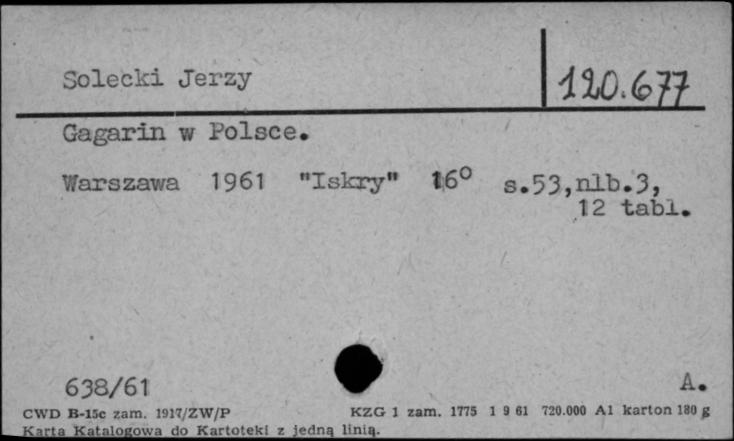 Solecki Jerzy
120.677
Gagarin w Polsce.
Warszawa 1961 "Iskry" 16° s.53,nlb.3,
12 tabl.
638/61
A.
CWD B-15c zam. 1917/ZW/P KZG 1 zam. 1775 1 9 61 720.000 A1 karton 180 g
Karta Katalogowa do Kartoteki z jedną linią.